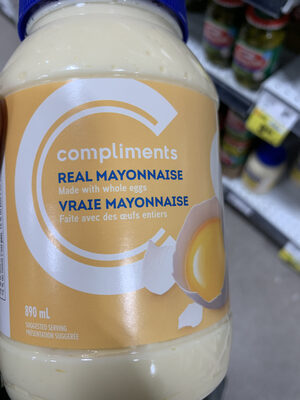 compliments
REAL MAYONNAISE
Made with whole eggs
VRAIE MAYONNAISE
Faite avec des œufs entiers
890 mL
SUGGESTED SERVING
PRÉSENTATION SUGGÉRÉE